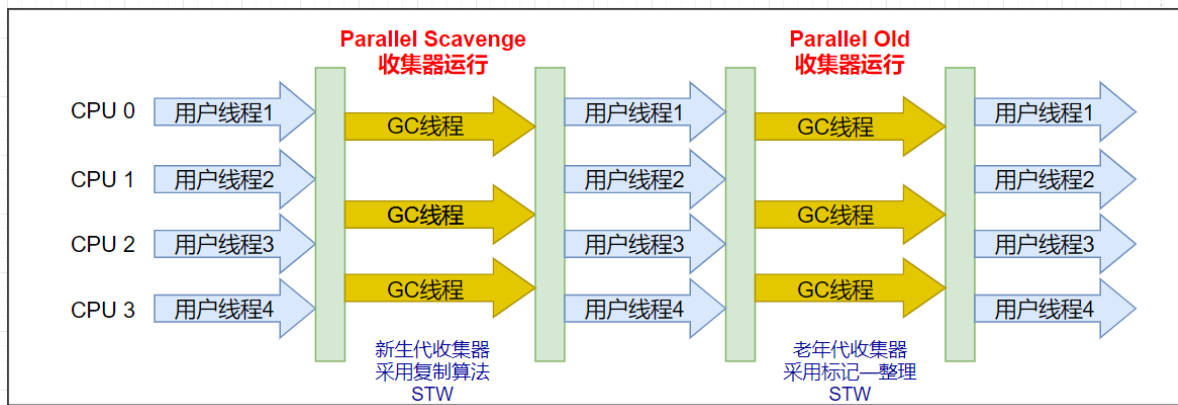 Parallel Scavenge
收集器运行
Parallel Old
收集器运行
CPU 0
用户线程1
GC线程
用户线程1
GC线程
用户线程1
CPU 1
用户线程2
用户线程2
用户线程2
GC线程
GC线程
CPU 2
用户线程3
用户线程3
用户线程3
GC线程
GC线程
CPU 3
用户线程4
用户线程4
用户线程4
新生代收集器
采用复制算法
STW
老年代收集器
采用标记—整理
STW